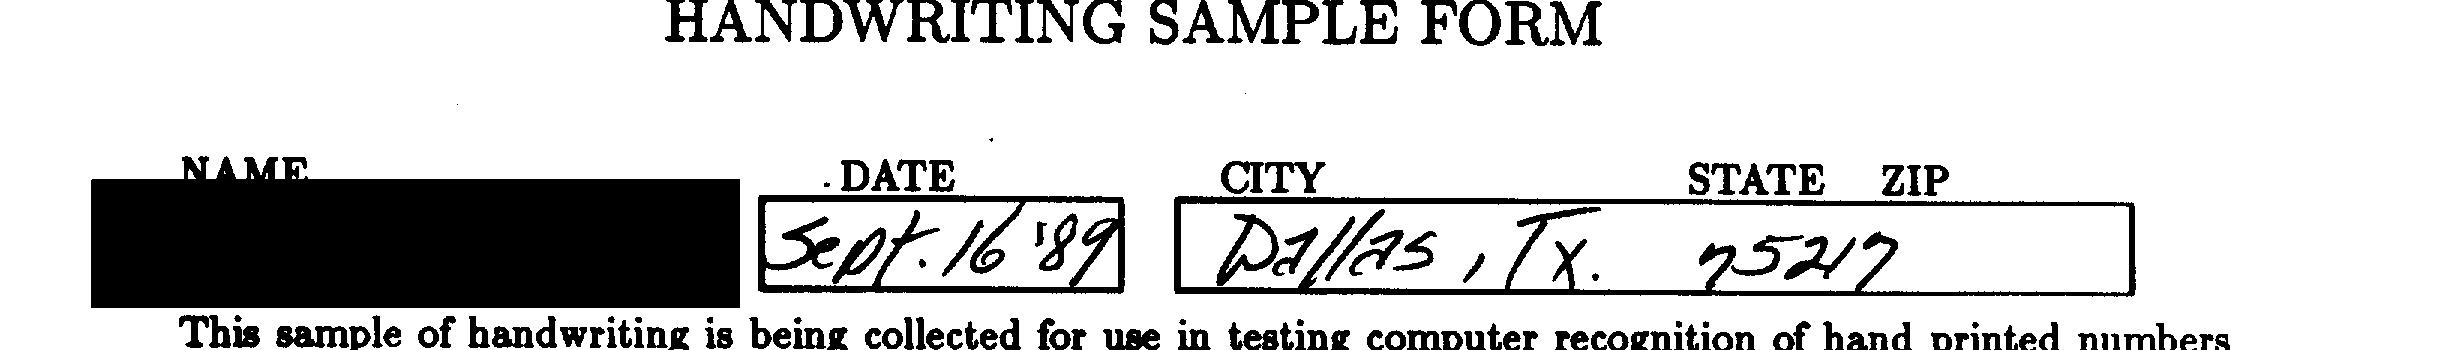 HANDWRITING SAMPLE FORM
NAME DATE CITY STATE ZIP
Sept. 16 '89 Dallas, Tx. 75217
This sample of handwriting is being collected for use in testing computer recognition of hand printed numbers